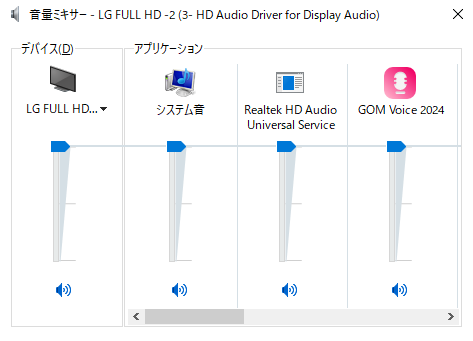 音量ミキサー - LG FULL HD -2 (3- HD Audio Driver for Display Audio)
デバイス(D)
アプリケーション
LG FULL HD...
システム音
Realtek HD Audio
Universal Service
GOM Voice 2024